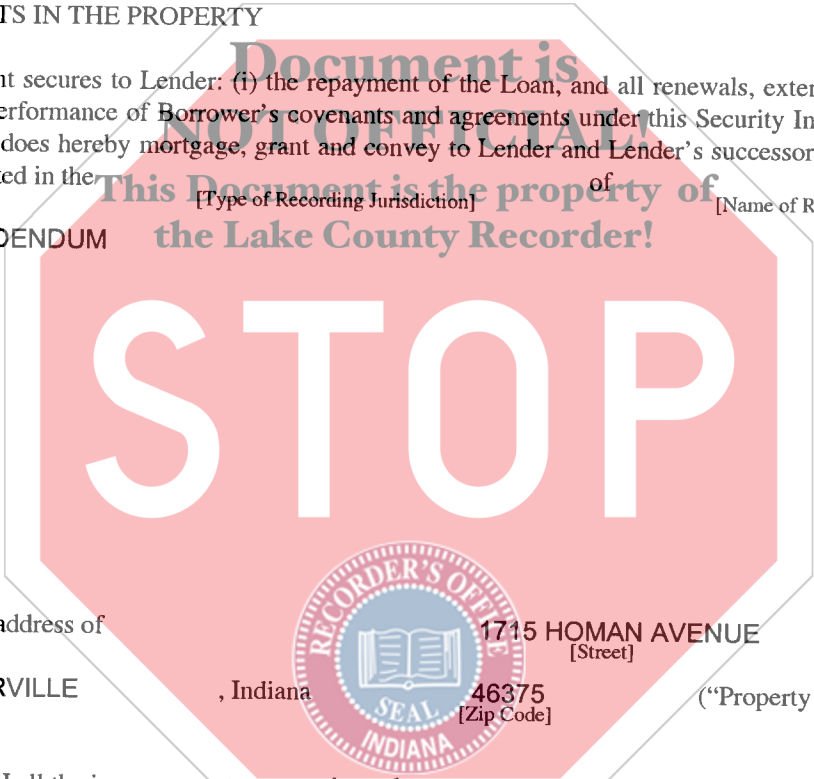 TS IN THE PROPERTY
Document is
nt secures to Lender: (i) the repayment of the Loan, and all renewals, exten
erformance of Borrower's covenants and agreements under this Security In
NOT OFFICIAL!
does hereby mortgage, grant and convey to Lender and Lender's successor
ted in the of
This Document is the property of
[Type of Recording Jurisdiction] [Name of R
DENDUM
the Lake County Recorder!
STOP
RECORDER'S OFFICE
address of 1715 HOMAN AVENUE
[Street]
RVILLE , Indiana 46375 ("Property
[Zip Code]
SEAL
INDIANA